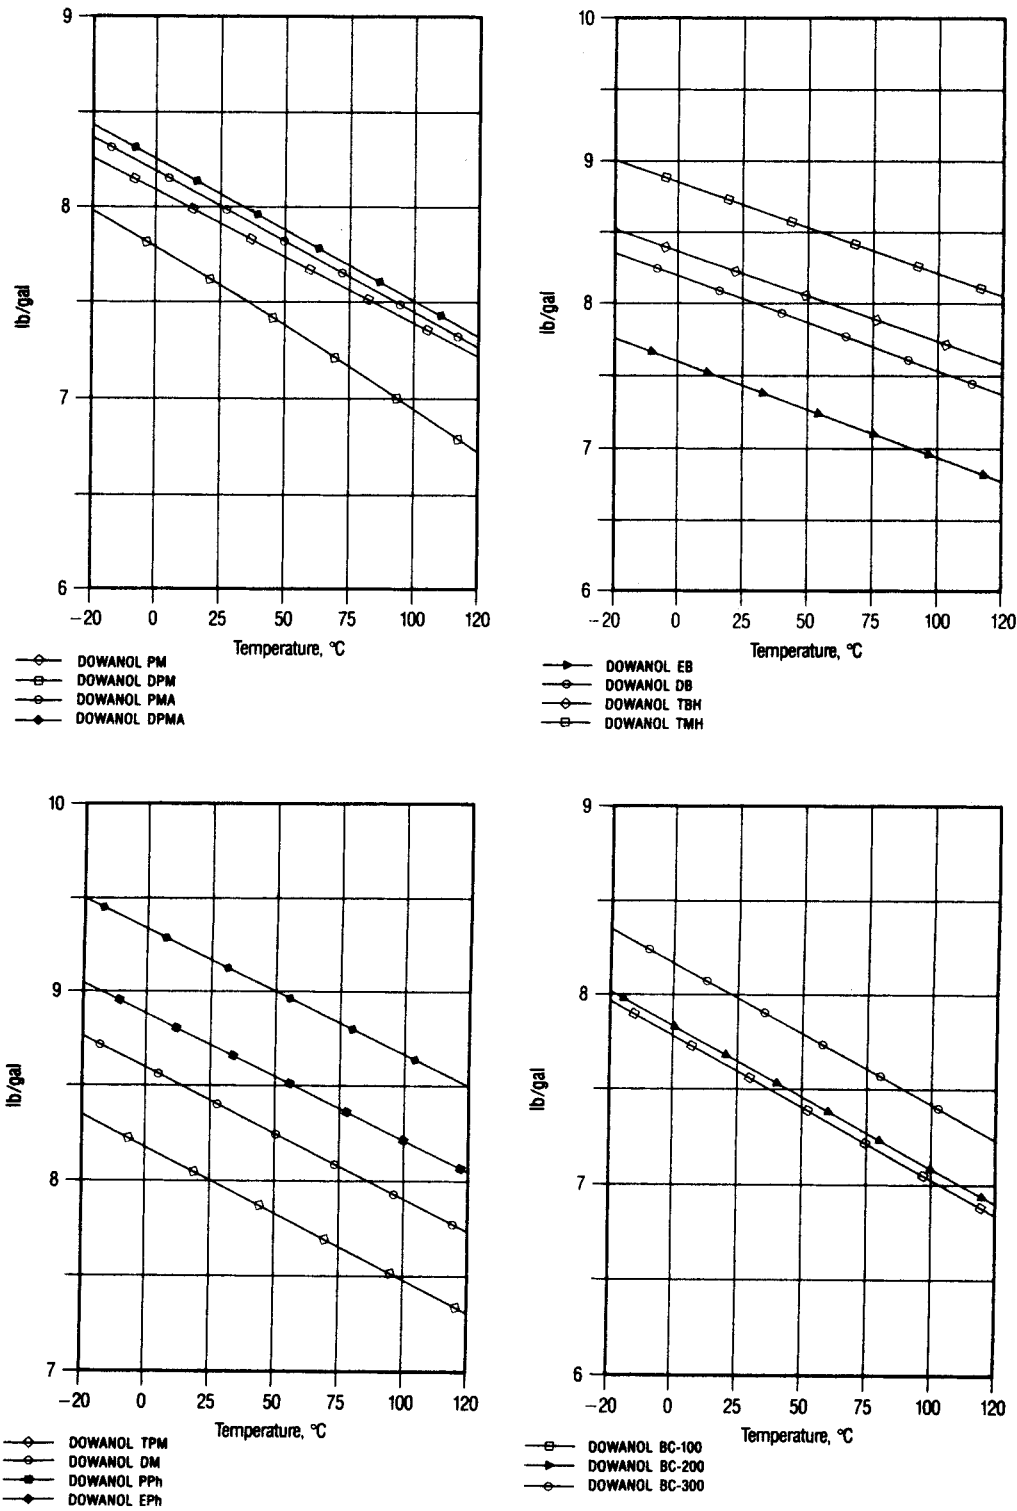 9
8
7
6
lb/gal
−20 0 25 50 75 100 120
Temperature, °C
DOWANOL PM
DOWANOL DPM
DOWANOL PMA
DOWANOL DPMA
10
9
8
7
6
lb/gal
−20 0 25 50 75 100 120
Temperature, °C
DOWANOL EB
DOWANOL DB
DOWANOL TBH
DOWANOL TMH
10
9
8
7
lb/gal
−20 0 25 50 75 100 120
Temperature, °C
DOWANOL TPM
DOWANOL DM
DOWANOL PPh
DOWANOL EPh
9
8
7
6
lb/gal
−20 0 25 50 75 100 120
Temperature, °C
DOWANOL BC-100
DOWANOL BC-200
DOWANOL BC-300